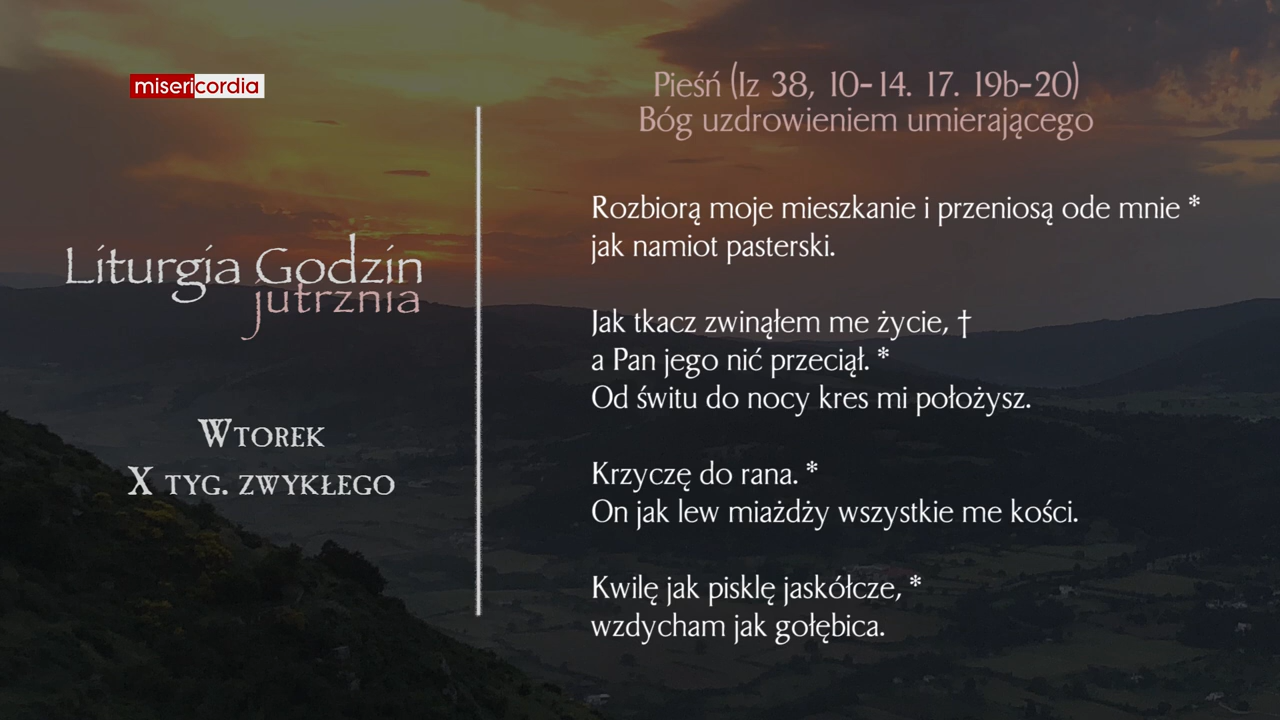 misericordia
Liturgia Godzin
jutrznia
Wtorek
X tyg. zwykłego
Pieśń (Iz 38, 10-14. 17. 19b-20)
Bóg uzdrowieniem umierającego
Rozbiorą moje mieszkanie i przeniosą ode mnie *
jak namiot pasterski.
Jak tkacz zwinąłem me życie, †
a Pan jego nić przeciął. *
Od świtu do nocy kres mi położysz.
Krzyczę do rana. *
On jak lew miażdży wszystkie me kości.
Kwilę jak pisklę jaskółcze, *
wzdycham jak gołębica.